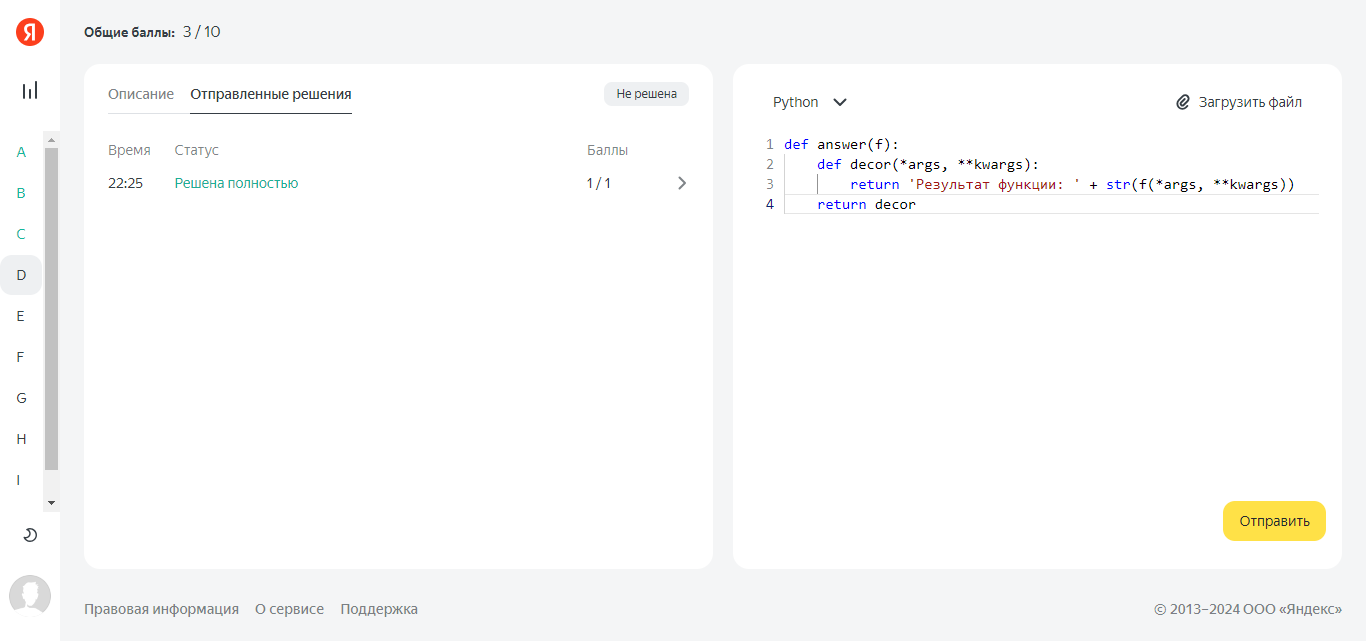 Я
Общие баллы: 3 / 10
A
B
C
D
E
F
G
H
I
Описание Отправленные решения Не решена
Время Статус Баллы
22:25 Решена полностью 1 / 1
Python Загрузить файл
1 def answer(f):
2 def decor(*args, **kwargs):
3 return 'Результат функции: ' + str(f(*args, **kwargs))
4 return decor
Отправить
Правовая информация О сервисе Поддержка © 2013–2024 ООО «Яндекс»